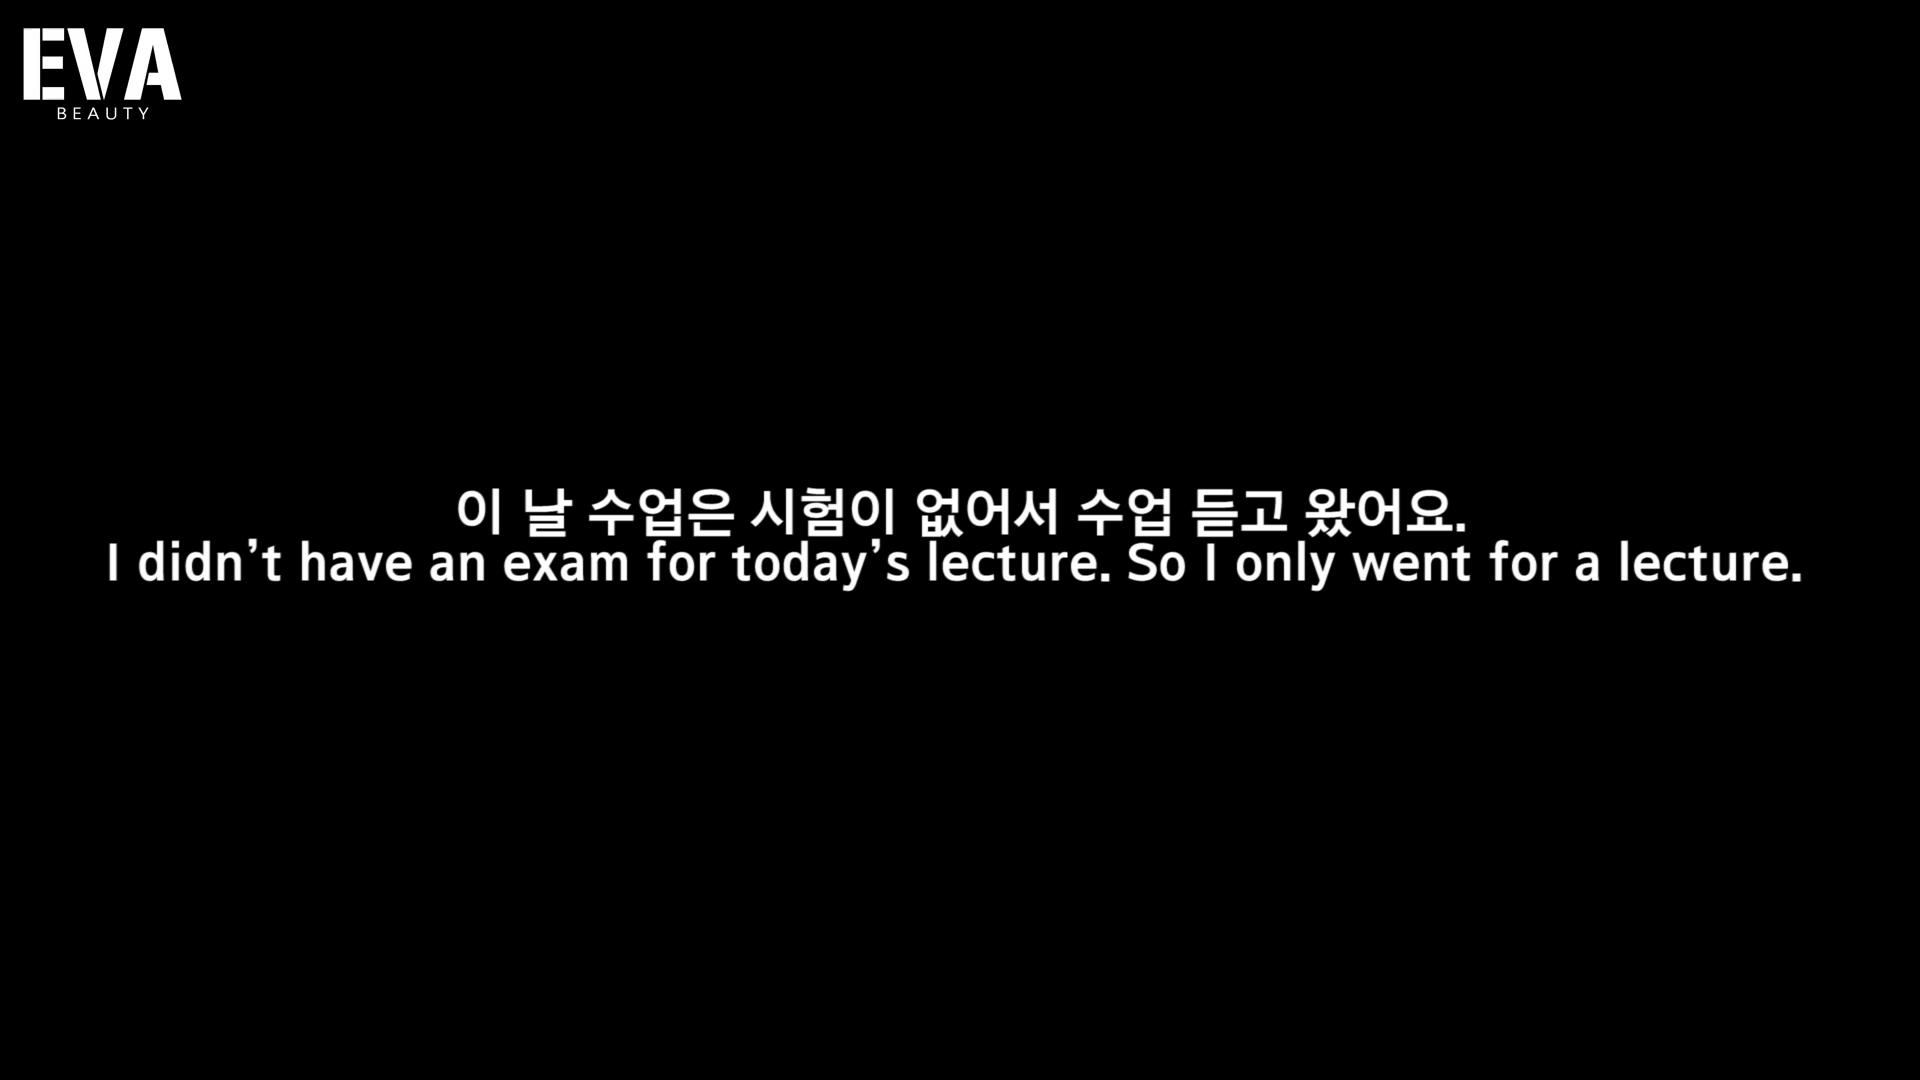 EVA
BEAUTY
이 날 수업은 시험이 없어서 수업 듣고 왔어요.
I didn’t have an exam for today’s lecture. So I only went for a lecture.